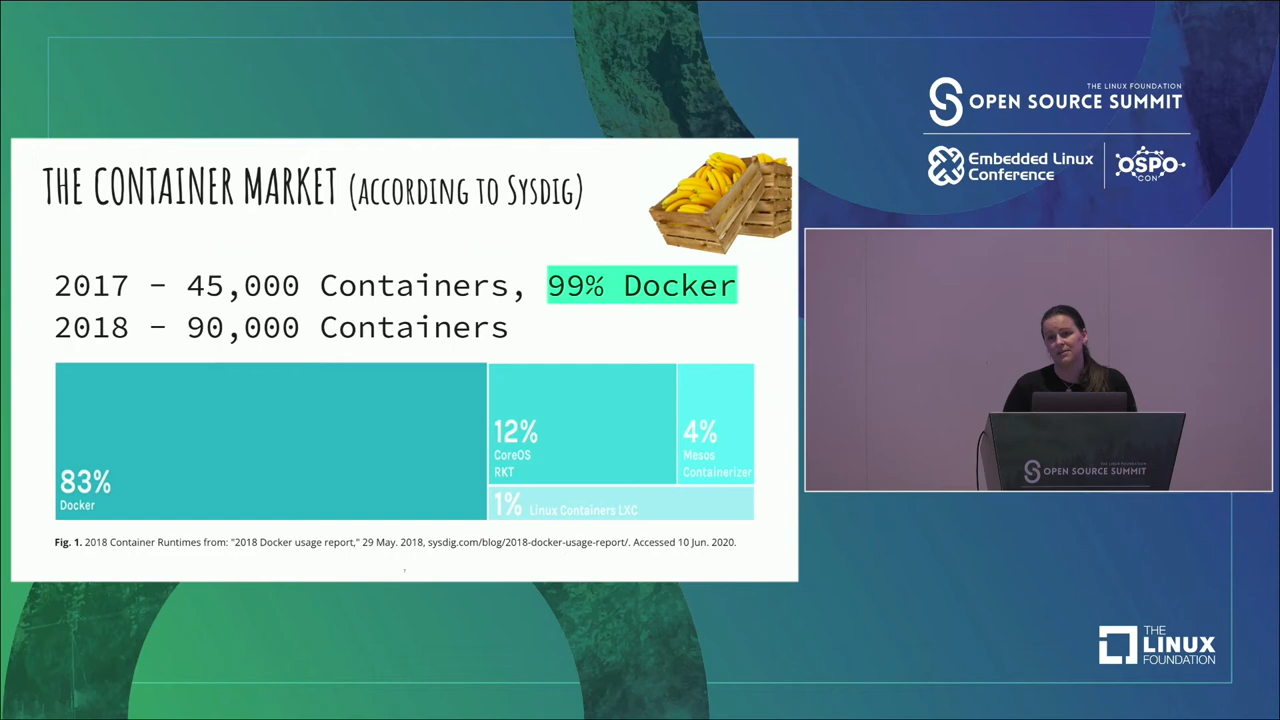 THE CONTAINER MARKET (ACCORDING TO SYSDIG)
2017 - 45,000 Containers, 99% Docker
2018 - 90,000 Containers
83%
Docker
12%
CoreOS
RKT
4%
Mesos
Containerizer
1% Linux Containers LXC
Fig. 1. 2018 Container Runtimes from: "2018 Docker usage report," 29 May. 2018, sysdig.com/blog/2018-docker-usage-report/. Accessed 10 Jun. 2020.
THE LINUX FOUNDATION
OPEN SOURCE SUMMIT
Embedded Linux
Conference
OSPO
CON
THE LINUX FOUNDATION
OPEN SOURCE SUMMIT
THE
LINUX
FOUNDATION